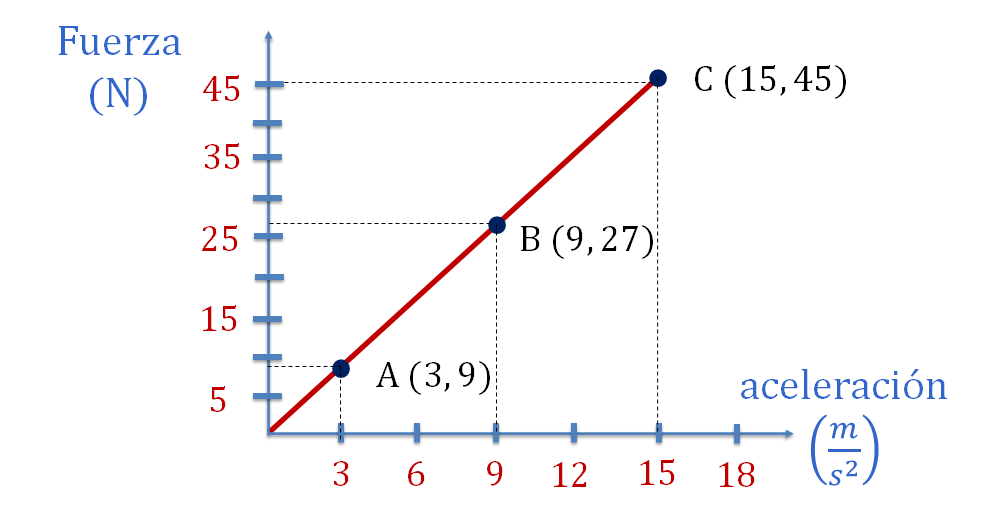 Fuerza
(N)
45
35
25
15
5
C (15, 45)
B (9, 27)
A (3, 9)
aceleración
(m/s²)
3 6 9 12 15 18